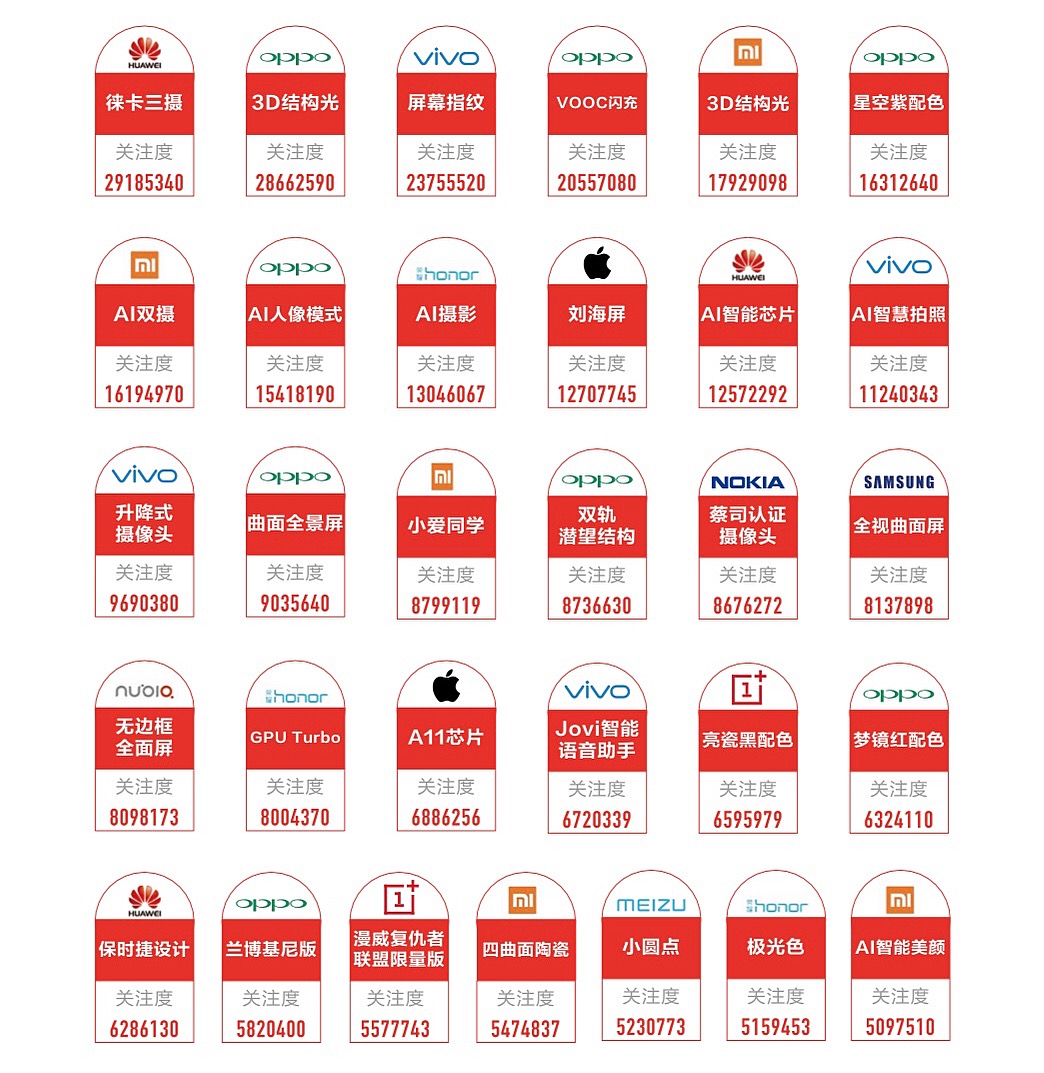 HUAWEI
徕卡三摄
关注度
29185340
oppo
3D结构光
关注度
28662590
vivo
屏幕指纹
关注度
23755520
oppo
VOOC闪充
关注度
20557080
mi
3D结构光
关注度
17929098
oppo
星空紫配色
关注度
16312640
mi
AI双摄
关注度
16194970
oppo
AI人像模式
关注度
15418190
honor
AI摄影
关注度
13046067
刘海屏
关注度
12707745
HUAWEI
AI智能芯片
关注度
12572292
vivo
AI智慧拍照
关注度
11240343
vivo
升降式
摄像头
关注度
9690380
oppo
曲面全景屏
关注度
9035640
mi
小爱同学
关注度
8799119
oppo
双轨
潜望结构
关注度
8736630
NOKIA
蔡司认证
摄像头
关注度
8676272
SAMSUNG
全视曲面屏
关注度
8137898
nubia
无边框
全面屏
关注度
8098173
honor
GPU Turbo
关注度
8004370
A11芯片
关注度
6886256
vivo
Jovi智能
语音助手
关注度
6720339
1+
亮瓷黑配色
关注度
6595979
oppo
梦镜红配色
关注度
6324110
HUAWEI
保时捷设计
关注度
6286130
oppo
兰博基尼版
关注度
5820400
1+
漫威复仇者
联盟限量版
关注度
5577743
mi
四曲面陶瓷
关注度
5474837
MEIZU
小圆点
关注度
5230773
honor
极光色
关注度
5159453
mi
AI智能美颜
关注度
5097510